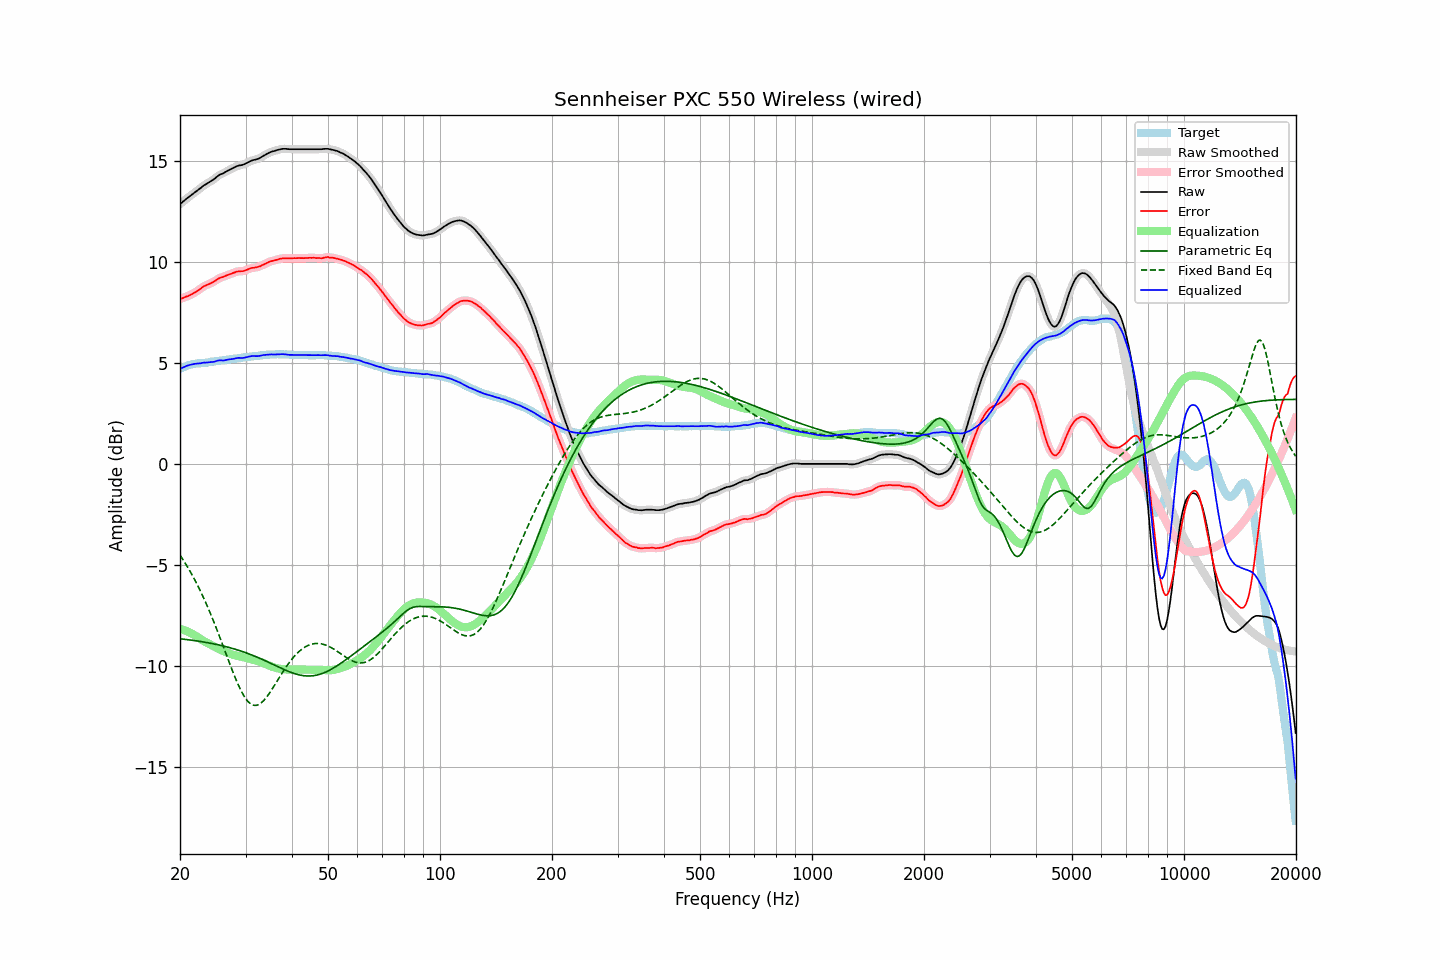 Sennheiser PXC 550 Wireless (wired)
Target
Raw Smoothed
Error Smoothed
Raw
Error
Equalization
Parametric Eq
Fixed Band Eq
Equalized
Amplitude (dBr)
15
10
5
0
−5
−10
−15
20
50
100
200
500
1000
2000
5000
10000
20000
Frequency (Hz)